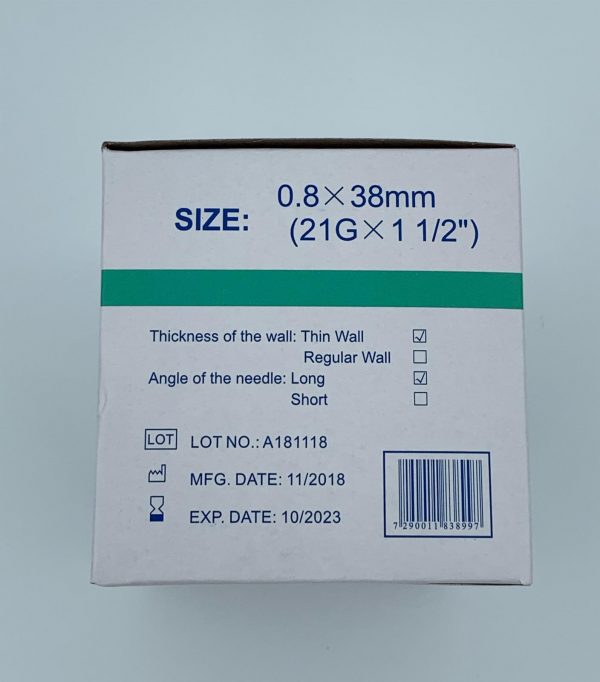 SIZE: 0.8×38mm
(21G×1 1/2")
Thickness of the wall: Thin Wall ☑
Regular Wall ☐
Angle of the needle: Long ☑
Short ☐
LOT LOT NO.: A181118
MFG. DATE: 11/2018
EXP. DATE: 10/2023
7 290011 838997